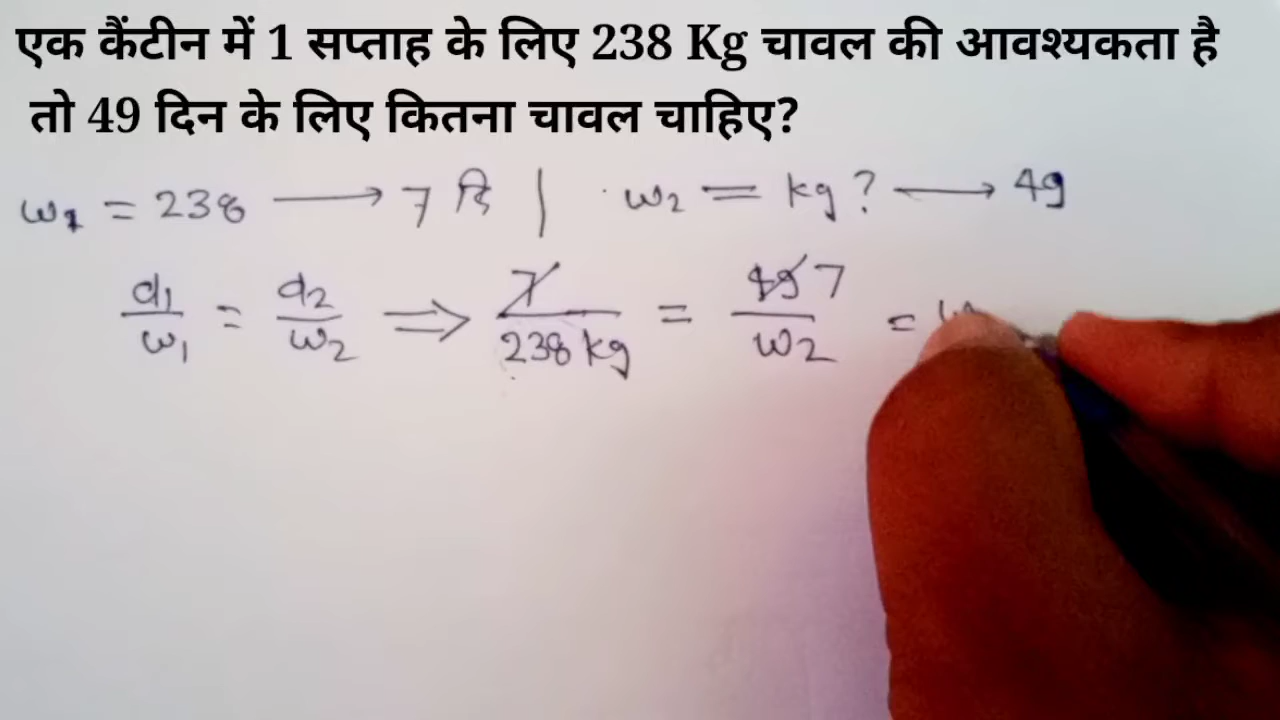 एक कैंटीन में 1 सप्ताह के लिए 238 Kg चावल की आवश्यकता है
तो 49 दिन के लिए कितना चावल चाहिए?
w₁ = 238 ⟶ 7 दि | w₂ = kg? ⟶ 49
d₁/w₁ = d₂/w₂ ⇒ 7/238 kg = 49 7/w₂ =